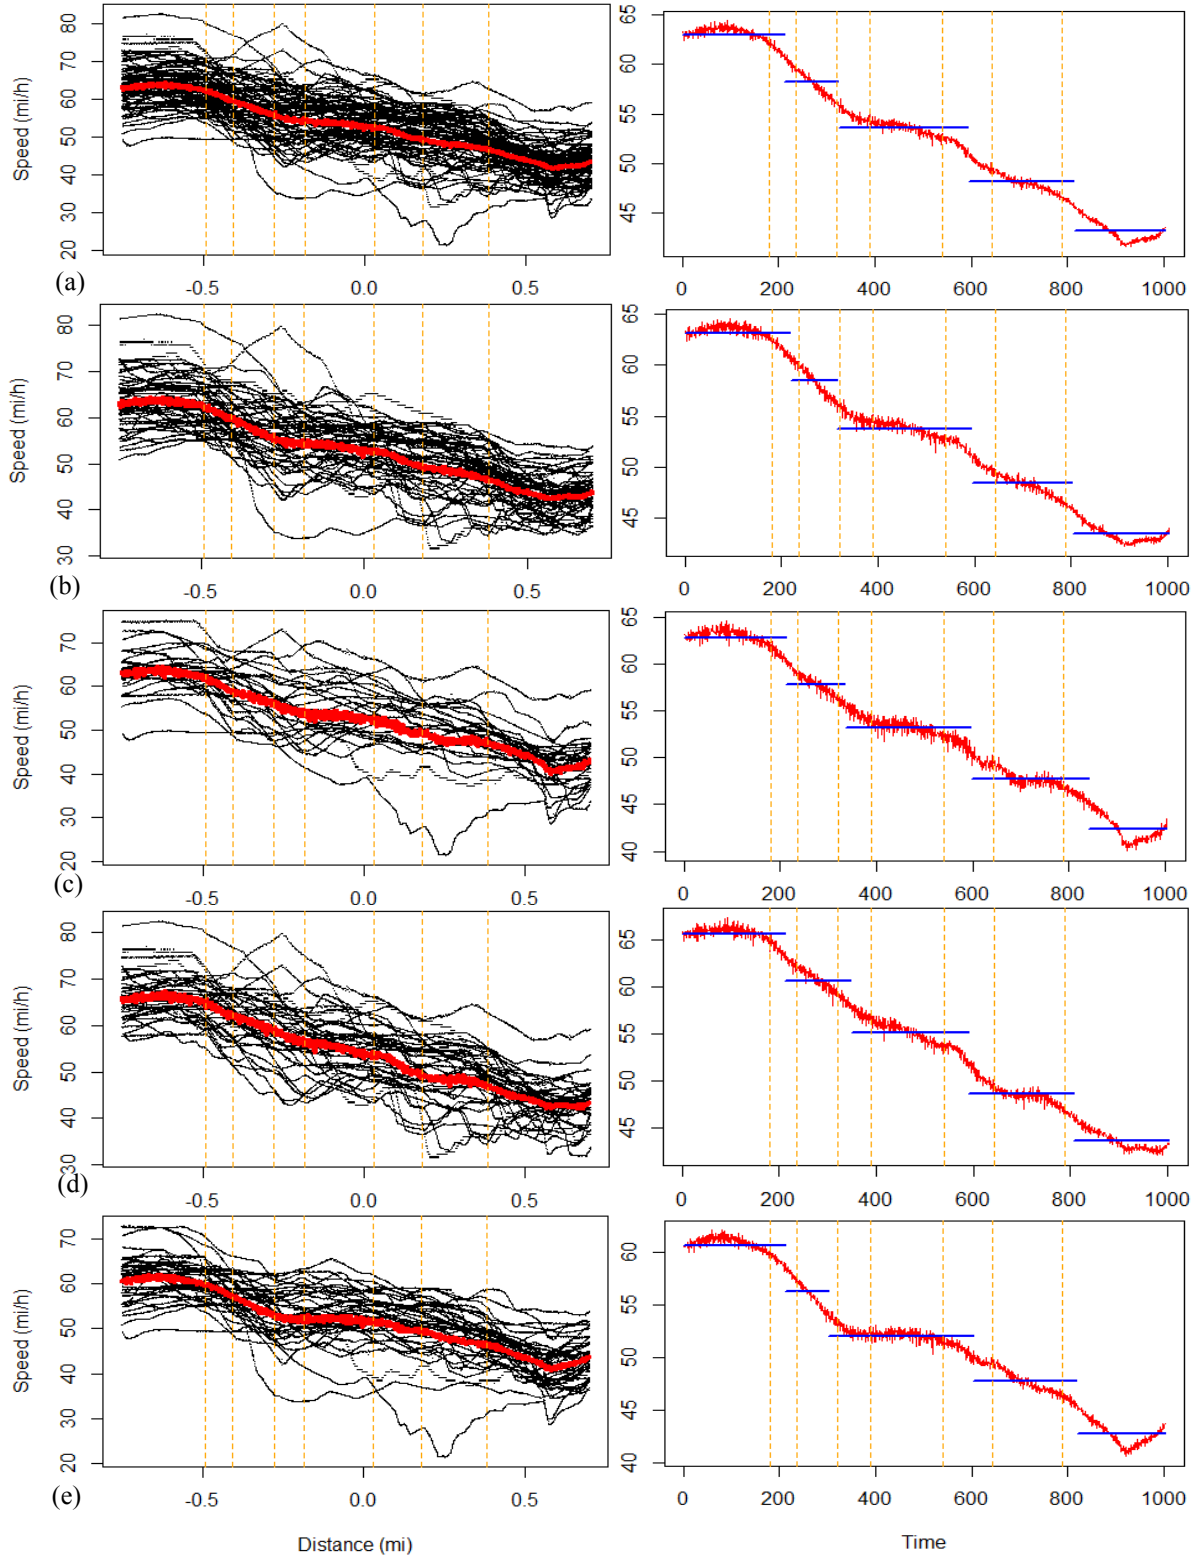 80 70 60 50 40 30 20 Speed (mi/h) 65 60 55 50 45
(a) -0.5 0.0 0.5 0 200 400 600 800 1000
80 70 60 50 40 30 Speed (mi/h) 65 60 55 50 45
(b) -0.5 0.0 0.5 0 200 400 600 800 1000
70 60 50 40 30 20 Speed (mi/h) 65 60 55 50 45 40
(c) -0.5 0.0 0.5 0 200 400 600 800 1000
80 70 60 50 40 30 Speed (mi/h) 65 60 55 50 45
(d) -0.5 0.0 0.5 0 200 400 600 800 1000
70 60 50 40 30 20 Speed (mi/h) 60 55 50 45 40
(e) -0.5 0.0 0.5 0 200 400 600 800 1000
Distance (mi) Time